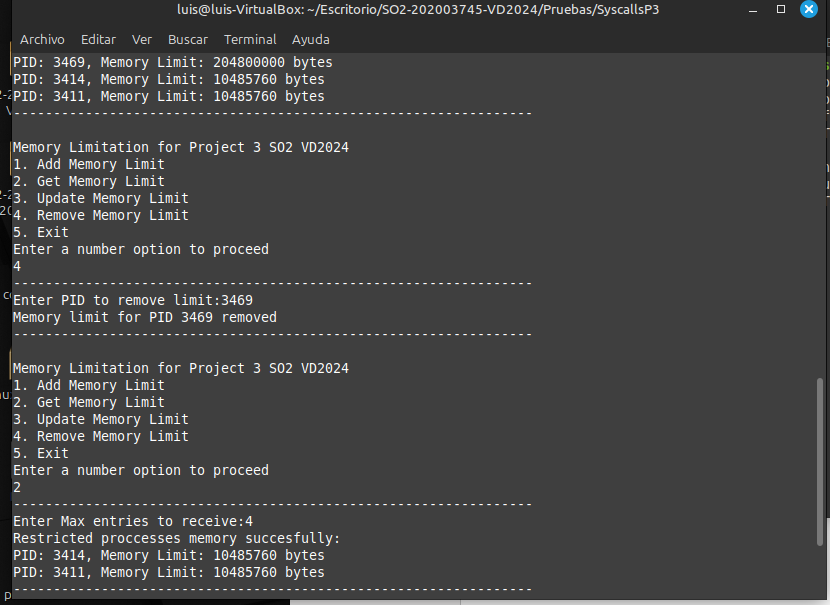 luis@luis-VirtualBox: ~/Escritorio/SO2-202003745-VD2024/Pruebas/SyscallsP3
Archivo Editar Ver Buscar Terminal Ayuda
PID: 3469, Memory Limit: 204800000 bytes
PID: 3414, Memory Limit: 10485760 bytes
PID: 3411, Memory Limit: 10485760 bytes
-----------------------------------------------------------------
Memory Limitation for Project 3 SO2 VD2024
1. Add Memory Limit
2. Get Memory Limit
3. Update Memory Limit
4. Remove Memory Limit
5. Exit
Enter a number option to proceed
4
-----------------------------------------------------------------
Enter PID to remove limit:3469
Memory limit for PID 3469 removed
-----------------------------------------------------------------
Memory Limitation for Project 3 SO2 VD2024
1. Add Memory Limit
2. Get Memory Limit
3. Update Memory Limit
4. Remove Memory Limit
5. Exit
Enter a number option to proceed
2
-----------------------------------------------------------------
Enter Max entries to receive:4
Restricted proccesses memory succesfully:
PID: 3414, Memory Limit: 10485760 bytes
PID: 3411, Memory Limit: 10485760 bytes
-----------------------------------------------------------------